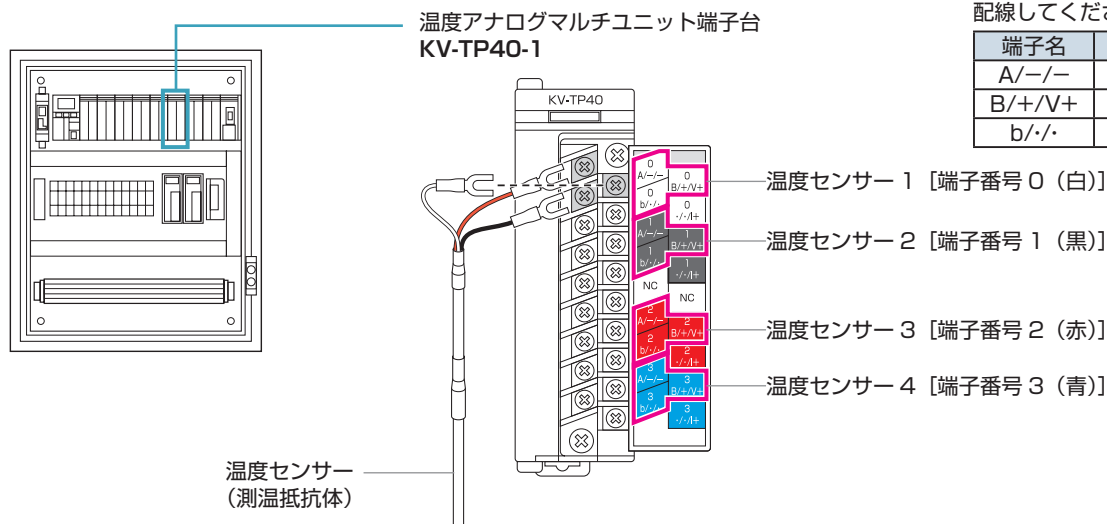 温度アナログマルチユニット端子台
KV-TP40-1
配線してくださ
端子名
A/−/−
B/+/V+
b/·/·
KV-TP40
0
A/−/−
0
B/+/V+
0
b/·/·
0
·/·/I+
1
A/−/−
1
B/+/V+
1
b/·/·
1
·/·/I+
NC
NC
2
A/−/−
2
B/+/V+
2
b/·/·
2
·/·/I+
3
A/−/−
3
B/+/V+
3
b/·/·
3
·/·/I+
温度センサー 1［端子番号 0（白）］
温度センサー 2［端子番号 1（黒）］
温度センサー 3［端子番号 2（赤）］
温度センサー 4［端子番号 3（青）］
温度センサー
（測温抵抗体）